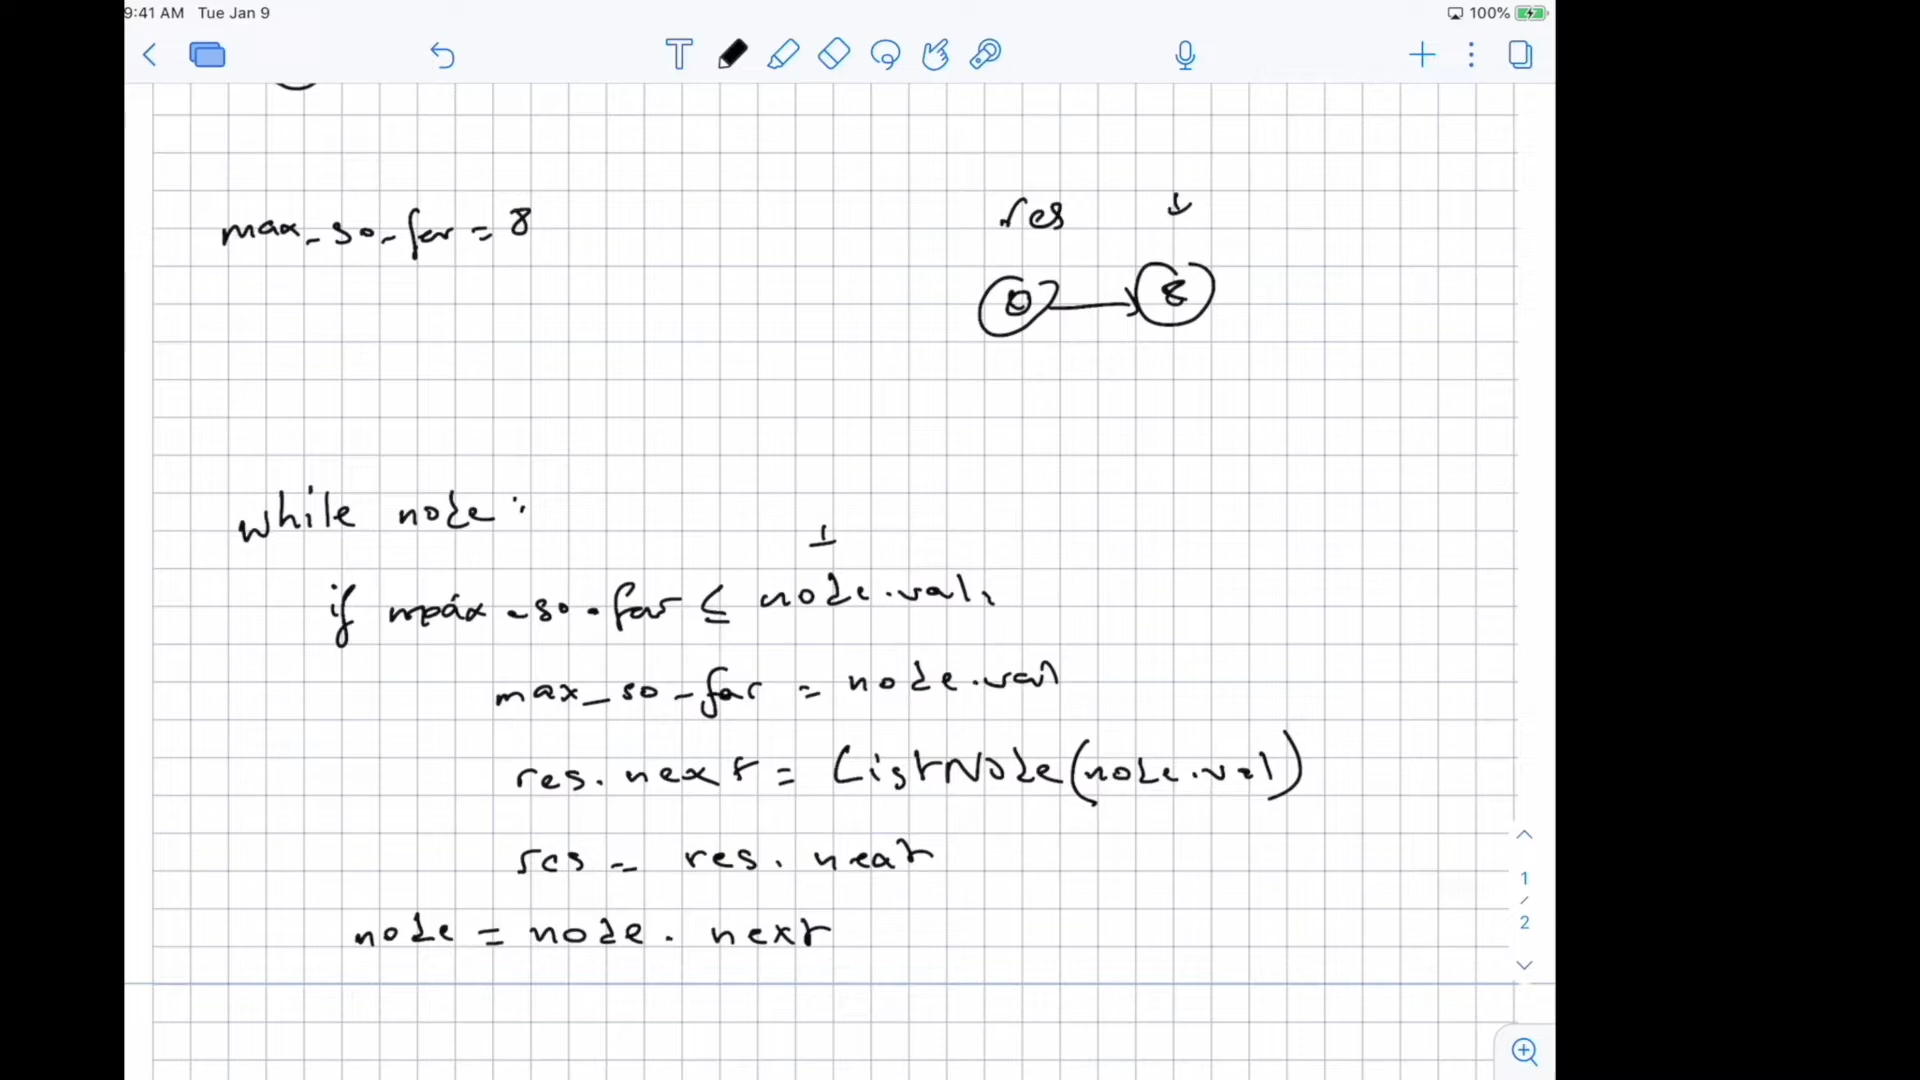 9:41 AM Tue Jan 9
100%
max_so_far = 8
res
0
8
while node:
1
if max_so_far ≤ node.val:
max_so_far = node.val
res.next = ListNode(node.val)
res = res.next
node = node.next
1
/
2